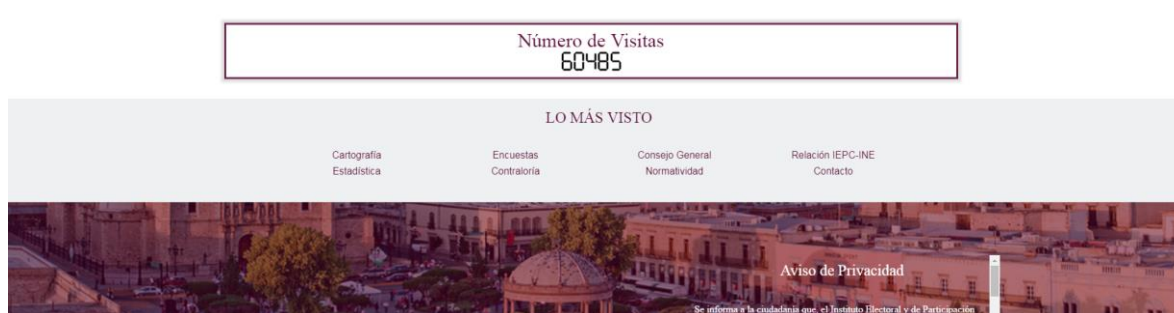 Número de Visitas
60485
LO MÁS VISTO
Cartografía Encuestas Consejo General Relación IEPC-INE
Estadística Contraloría Normatividad Contacto
Aviso de Privacidad
Se informa a la ciudadanía que, el Instituto Electoral y de Participación